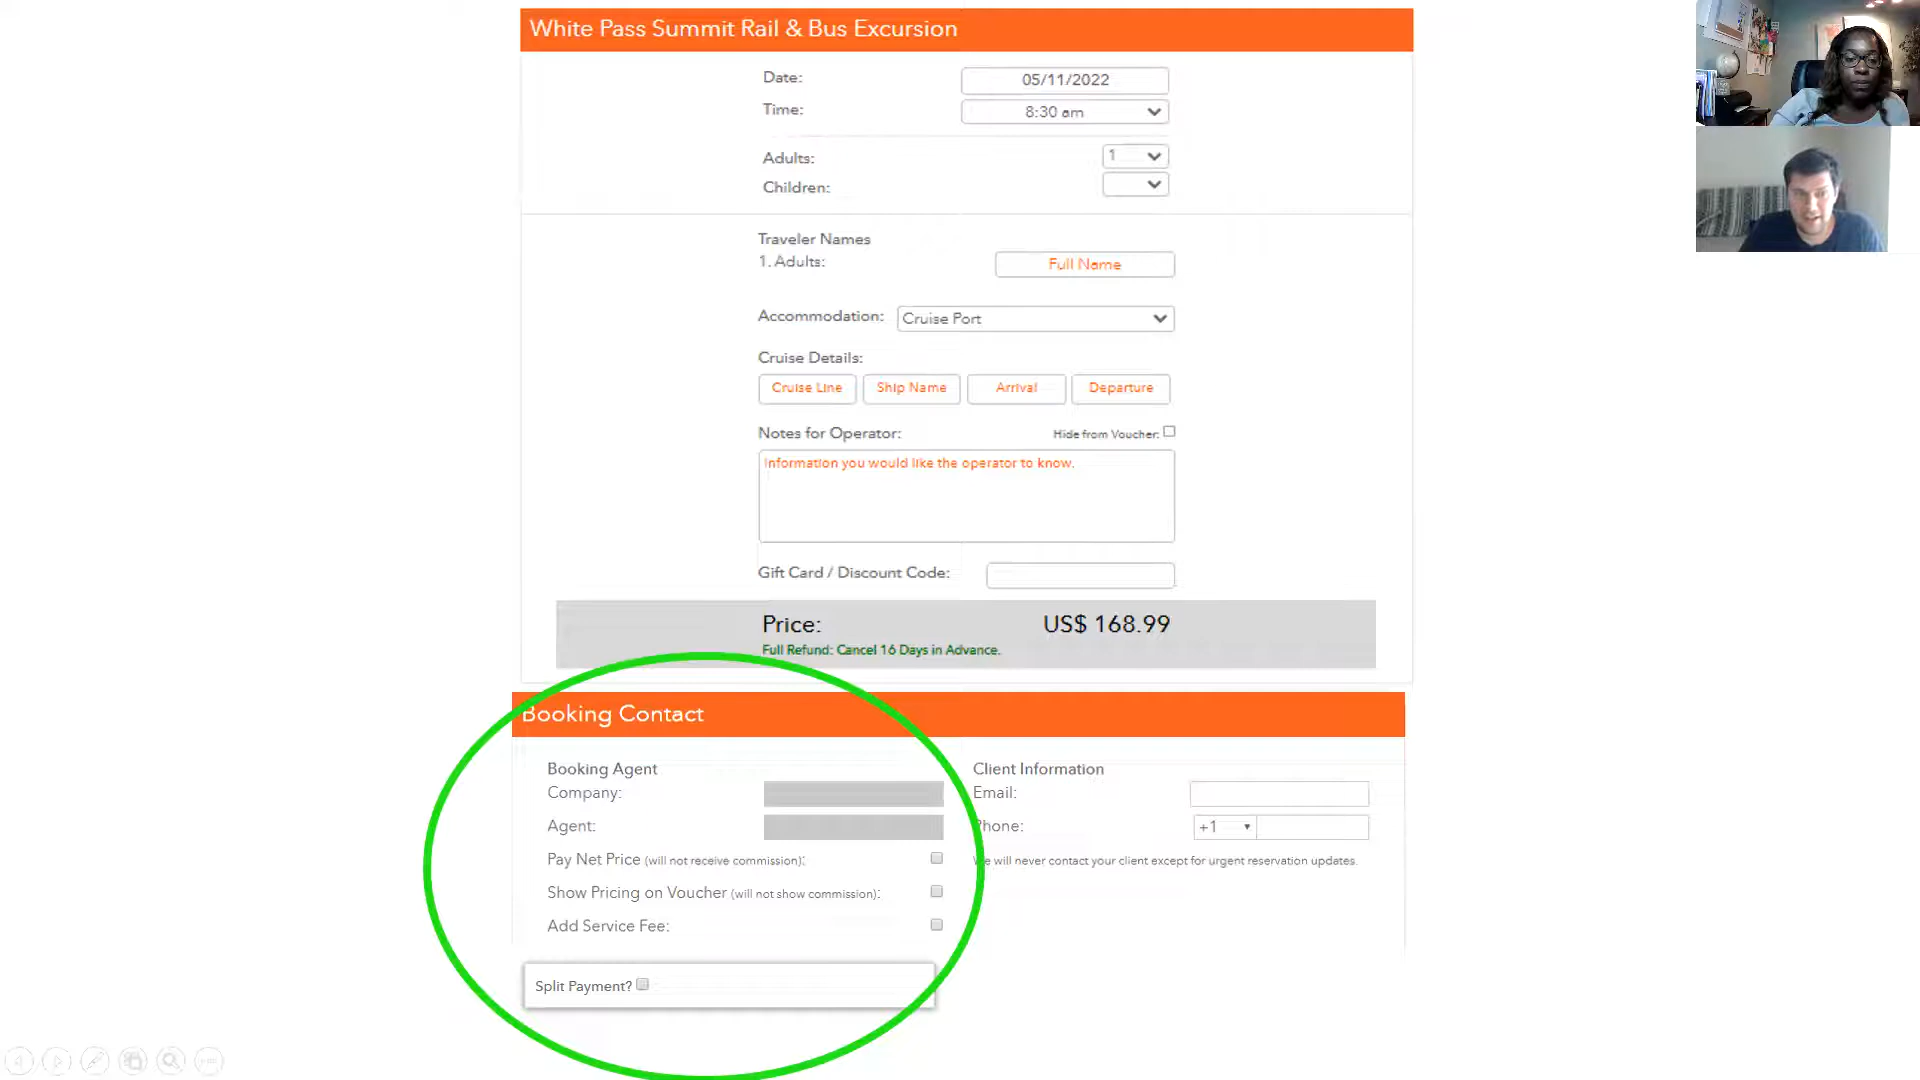 White Pass Summit Rail & Bus Excursion
Date: 05/11/2022
Time: 8:30 am
Adults: 1
Children:
Traveler Names
1. Adults: Full Name
Accommodation: Cruise Port
Cruise Details:
Cruise Line Ship Name Arrival Departure
Notes for Operator: Hide from Voucher:
Information you would like the operator to know.
Gift Card / Discount Code:
Price: US$ 168.99
Full Refund: Cancel 16 Days in Advance.
Booking Contact
Booking Agent
Company:
Agent:
Pay Net Price (will not receive commission):
Show Pricing on Voucher (will not show commission):
Add Service Fee:
Split Payment?
Client Information
Email:
Phone: +1
We will never contact your client except for urgent reservation updates.